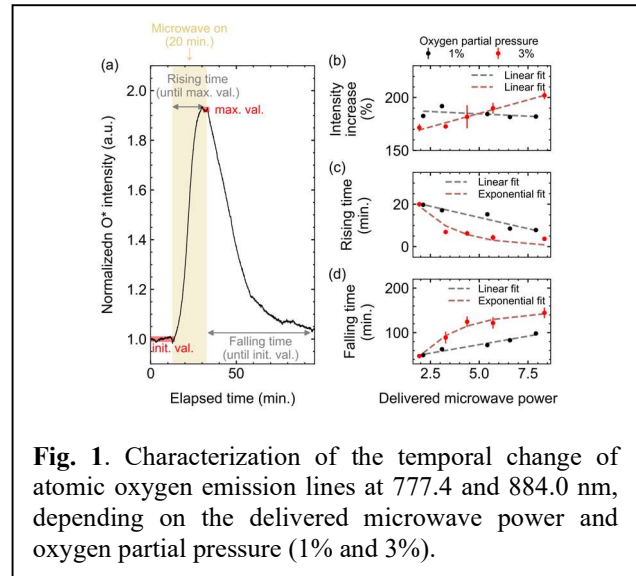 Microwave on
(20 min.)
(a)
Rising time
(until max. val.)
max. val.
init. val.
Falling time
(until init. val.)
Normalizedn O* intensity (a.u.)
2.0
1.8
1.6
1.4
1.2
1.0
0
50
Elapsed time (min.)
Oxygen partial pressure
1% 3%
(b)
Linear fit
Linear fit
Intensity
increase
(%)
200
150
(c)
Linear fit
Exponential fit
Rising time
(min.)
20
0
(d)
Linear fit
Exponential fit
Falling time
(min.)
200
100
2.5 5.0 7.5
Delivered microwave power
Fig. 1. Characterization of the temporal change of
atomic oxygen emission lines at 777.4 and 884.0 nm,
depending on the delivered microwave power and
oxygen partial pressure (1% and 3%).